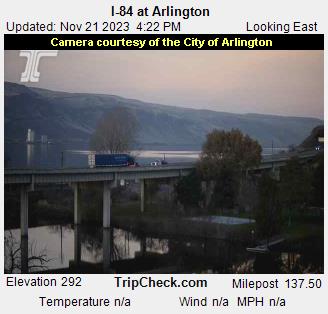 I-84 at Arlington
Updated: Nov 21 2023 4:22 PM Looking East
Camera courtesy of the City of Arlington
Elevation 292 TripCheck.com Milepost 137.50
Temperature n/a Wind n/a MPH n/a